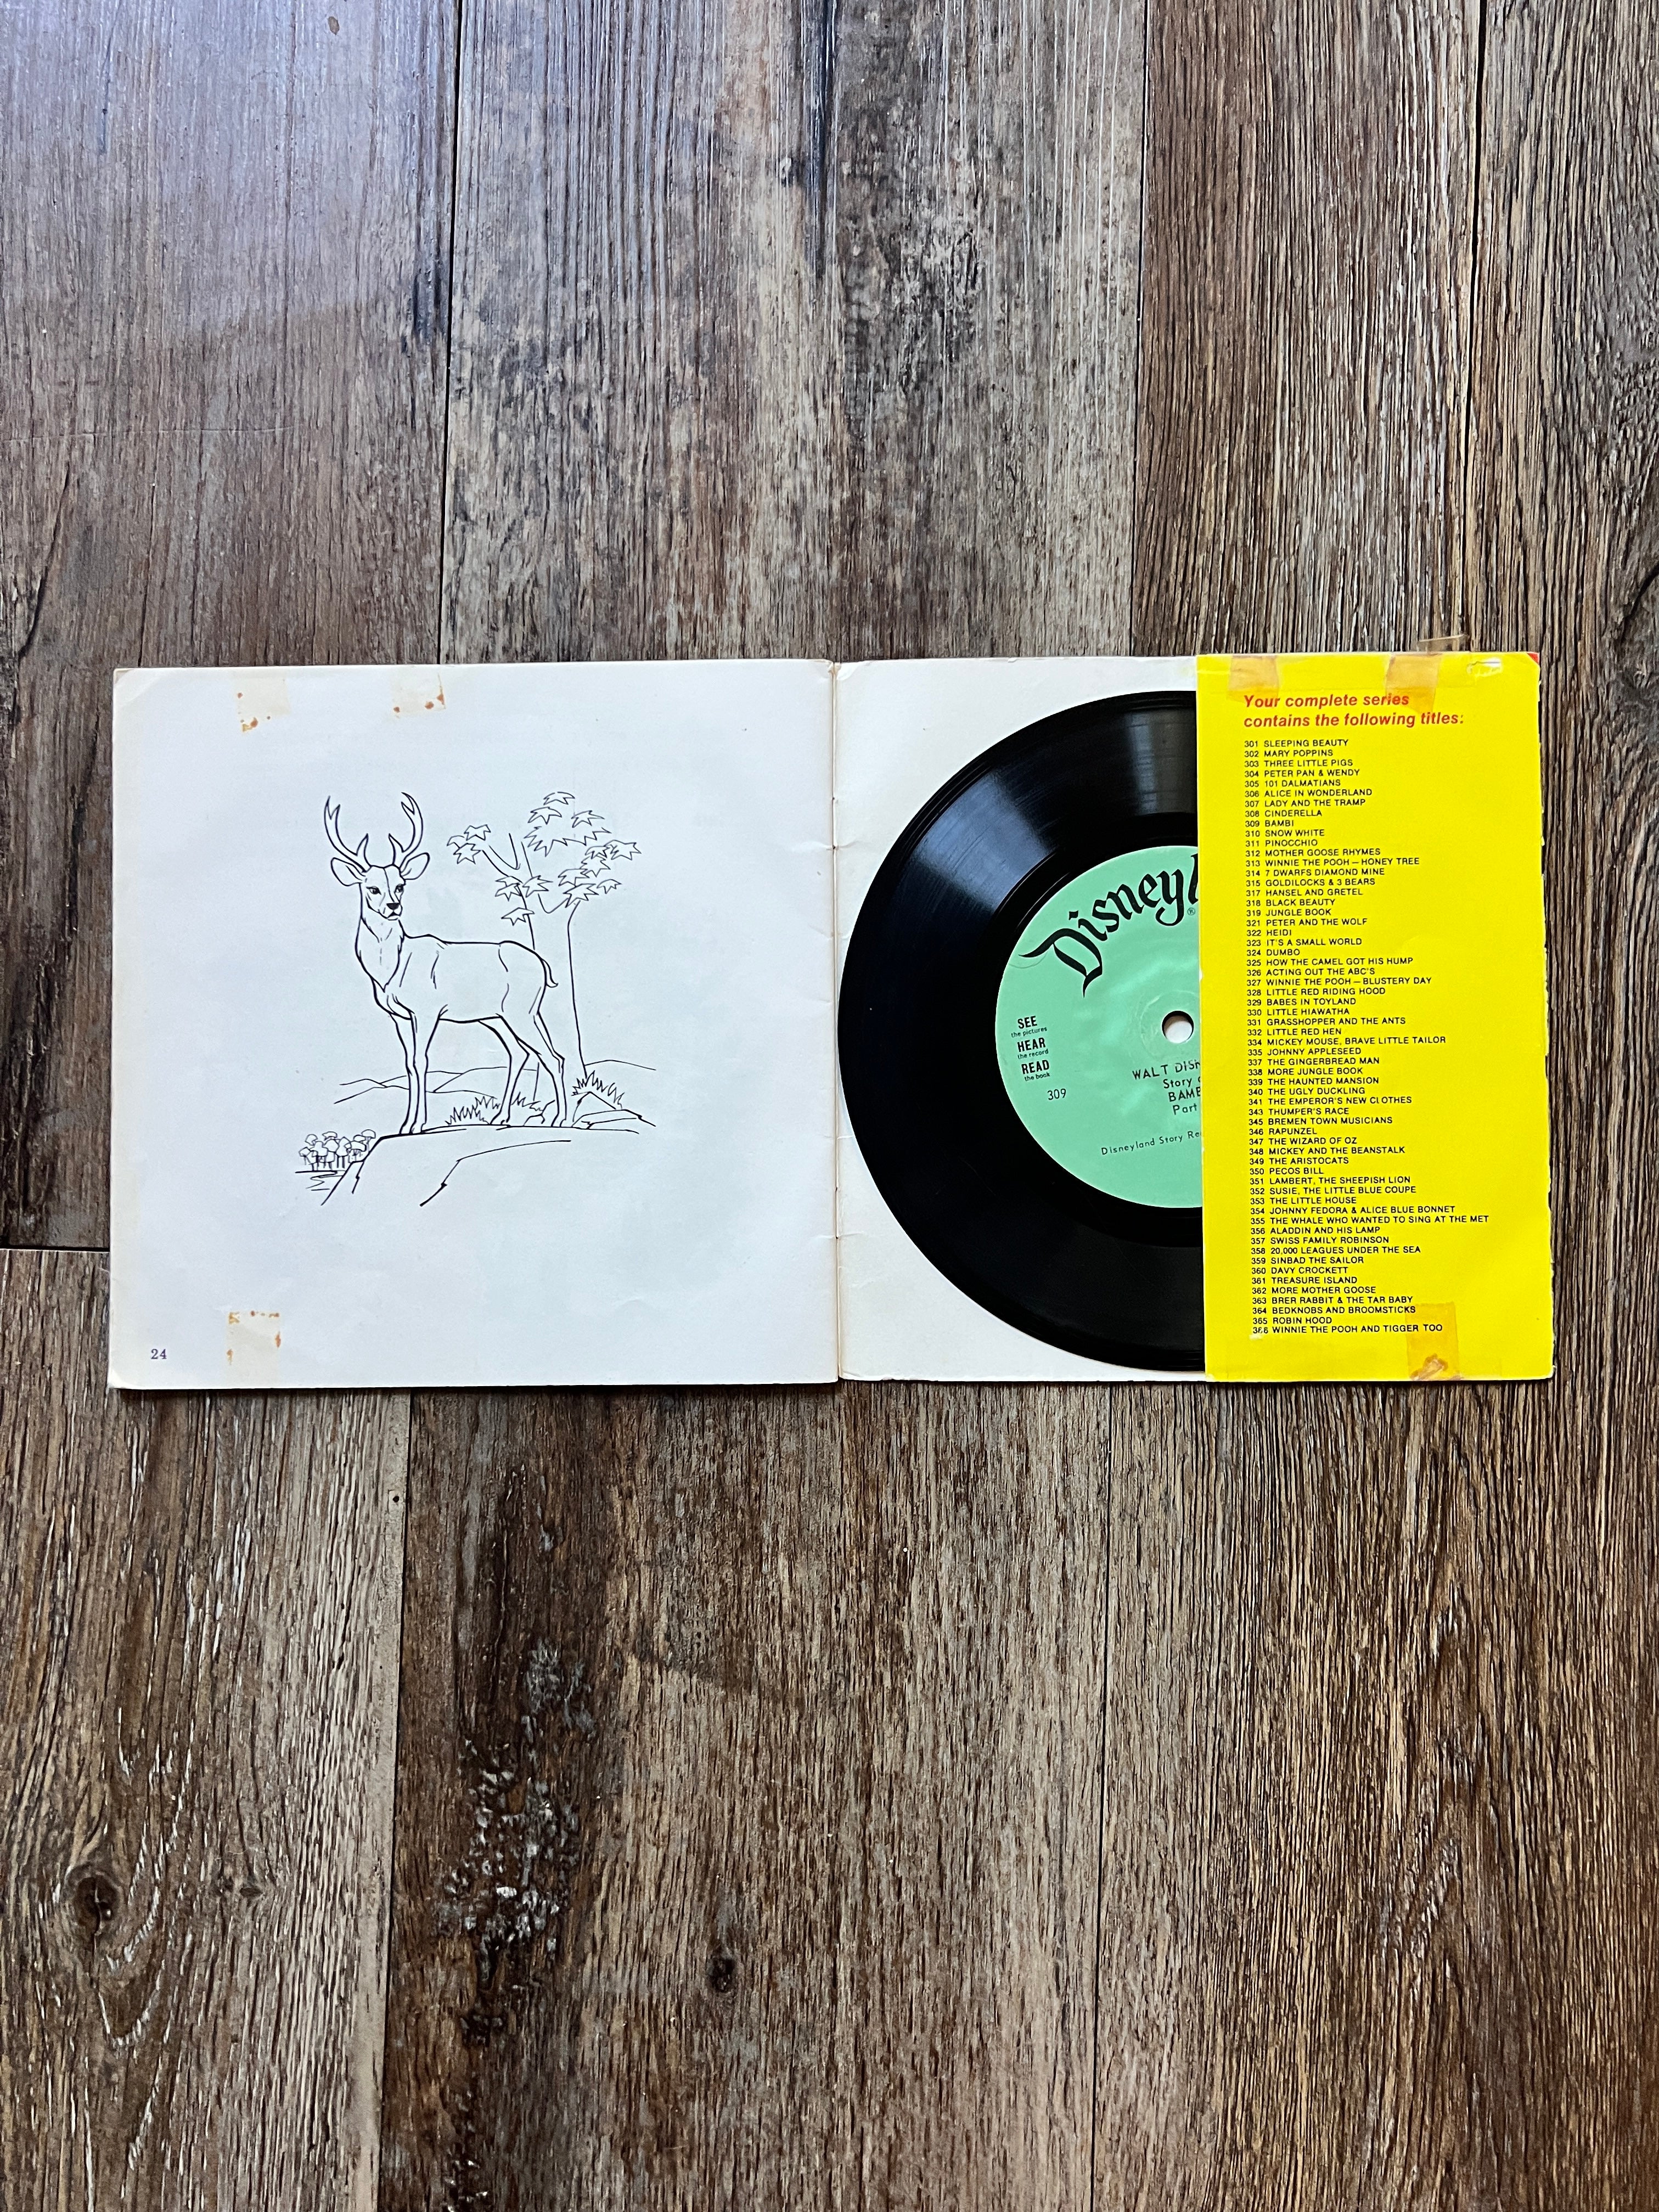 24
Disneyl
®
SEE
the pictures
HEAR
the record
READ
the book
309
WALT DISN
Story
BAMB
Part
Disneyland Story Re
Your complete series
contains the following titles:
301 SLEEPING BEAUTY
302 MARY POPPINS
303 THREE LITTLE PIGS
304 PETER PAN & WENDY
305 101 DALMATIANS
306 ALICE IN WONDERLAND
307 LADY AND THE TRAMP
308 CINDERELLA
309 BAMBI
310 SNOW WHITE
311 PINOCCHIO
312 MOTHER GOOSE RHYMES
313 WINNIE THE POOH – HONEY TREE
314 7 DWARFS DIAMOND MINE
315 GOLDILOCKS & 3 BEARS
317 HANSEL AND GRETEL
318 BLACK BEAUTY
319 JUNGLE BOOK
321 PETER AND THE WOLF
322 HEIDI
323 IT'S A SMALL WORLD
324 DUMBO
325 HOW THE CAMEL GOT HIS HUMP
326 ACTING OUT THE ABC'S
327 WINNIE THE POOH – BLUSTERY DAY
328 LITTLE RED RIDING HOOD
329 BABES IN TOYLAND
330 LITTLE HIAWATHA
331 GRASSHOPPER AND THE ANTS
332 LITTLE RED HEN
334 MICKEY MOUSE, BRAVE LITTLE TAILOR
335 JOHNNY APPLESEED
337 THE GINGERBREAD MAN
338 MORE JUNGLE BOOK
339 THE HAUNTED MANSION
340 THE UGLY DUCKLING
341 THE EMPEROR'S NEW CLOTHES
343 THUMPER'S RACE
345 BREMEN TOWN MUSICIANS
346 RAPUNZEL
347 THE WIZARD OF OZ
348 MICKEY AND THE BEANSTALK
349 THE ARISTOCATS
350 PECOS BILL
351 LAMBERT, THE SHEEPISH LION
352 SUSIE, THE LITTLE BLUE COUPE
353 THE LITTLE HOUSE
354 JOHNNY FEDORA & ALICE BLUE BONNET
355 THE WHALE WHO WANTED TO SING AT THE MET
356 ALADDIN AND HIS LAMP
357 SWISS FAMILY ROBINSON
358 20,000 LEAGUES UNDER THE SEA
359 SINBAD THE SAILOR
360 DAVY CROCKETT
361 TREASURE ISLAND
362 MORE MOTHER GOOSE
363 BRER RABBIT & THE TAR BABY
364 BEDKNOBS AND BROOMSTICKS
365 ROBIN HOOD
366 WINNIE THE POOH AND TIGGER TOO